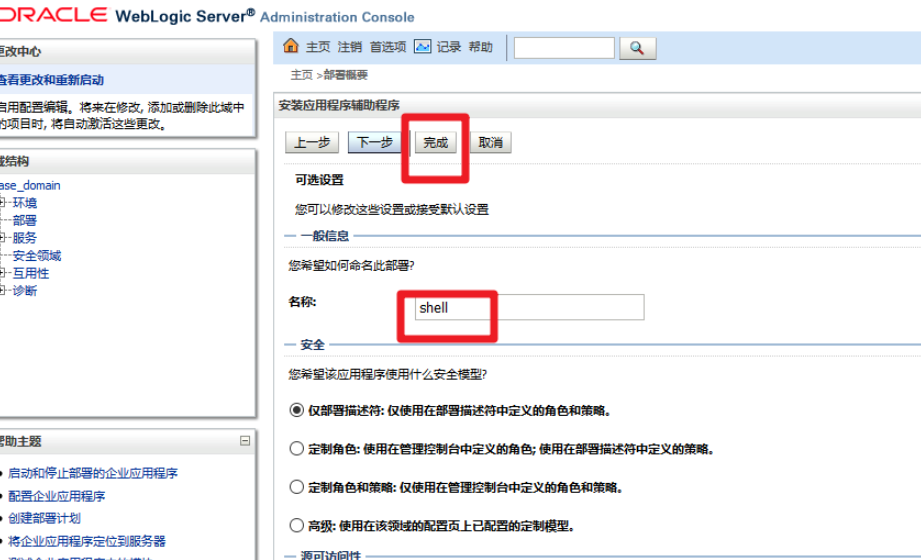 ORACLE WebLogic Server® Administration Console
更改中心
查看更改和重新启动
启用配置编辑。将来在修改, 添加或删除此域中
的项目时, 将自动激活这些更改。
域结构
base_domain
环境
部署
服务
安全领域
互用性
诊断
帮助主题
启动和停止部署的企业应用程序
配置企业应用程序
创建部署计划
将企业应用程序定位到服务器
主页 注销 首选项 记录 帮助
主页 >部署概要
安装应用程序辅助程序
上一步 下一步 完成 取消
可选设置
您可以修改这些设置或接受默认设置
一般信息
您希望如何命名此部署?
名称: shell
安全
您希望该应用程序使用什么安全模型?
仅部署描述符: 仅使用在部署描述符中定义的角色和策略。
定制角色: 使用在管理控制台中定义的角色; 使用在部署描述符中定义的策略。
定制角色和策略: 仅使用在管理控制台中定义的角色和策略。
高级: 使用在该领域的配置页上已配置的定制模型。
源可访问性